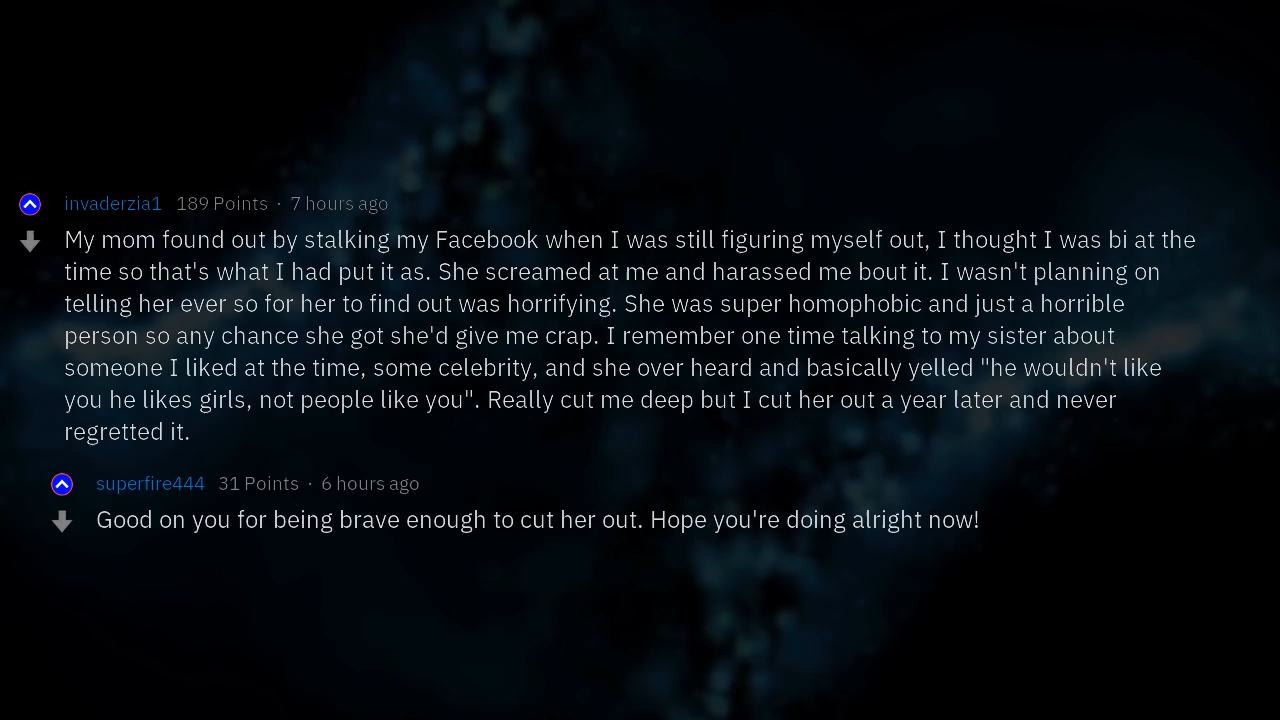 invaderzia1 189 Points · 7 hours ago
My mom found out by stalking my Facebook when I was still figuring myself out, I thought I was bi at the
time so that's what I had put it as. She screamed at me and harassed me bout it. I wasn't planning on
telling her ever so for her to find out was horrifying. She was super homophobic and just a horrible
person so any chance she got she'd give me crap. I remember one time talking to my sister about
someone I liked at the time, some celebrity, and she over heard and basically yelled "he wouldn't like
you he likes girls, not people like you". Really cut me deep but I cut her out a year later and never
regretted it.
superfire444 31 Points · 6 hours ago
Good on you for being brave enough to cut her out. Hope you're doing alright now!